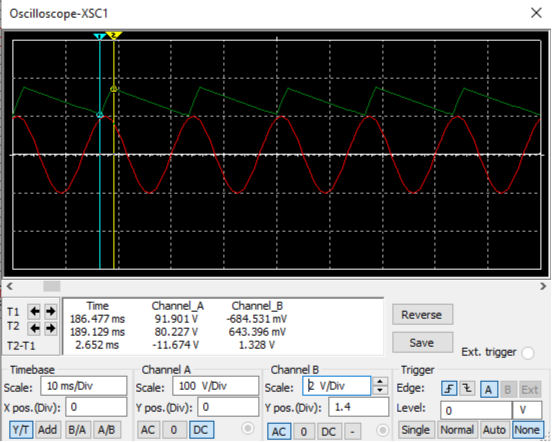 Oscilloscope-XSC1
1 2
Time Channel_A Channel_B
T1 186.477 ms 91.901 V -684.531 mV
T2 189.129 ms 80.227 V 643.396 mV
T2-T1 2.652 ms -11.674 V 1.328 V
Reverse
Save
Ext. trigger
Timebase Channel A Channel B Trigger
Scale: 10 ms/Div Scale: 100 V/Div Scale: 2 V/Div Edge: A B Ext
X pos.(Div): 0 Y pos.(Div): 0 Y pos.(Div): 1.4 Level: 0 V
Y/T Add B/A A/B AC 0 DC AC 0 DC - Single Normal Auto None